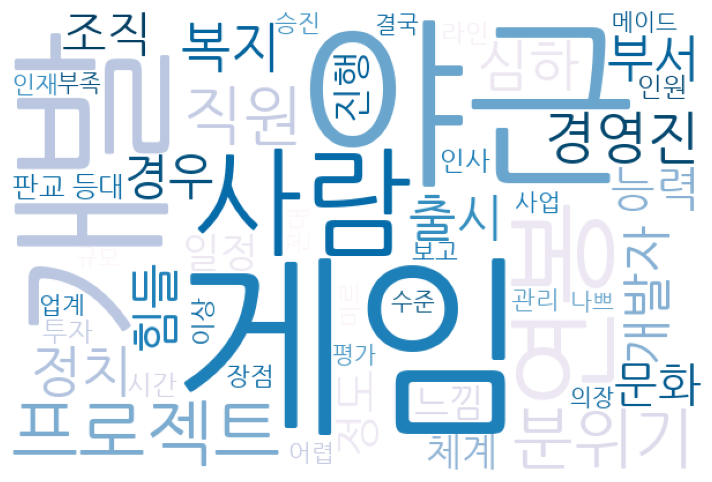 조직
복지
승진
결국
라인
메이드
인재
부족
개발
직원
진행
야근
심하
부서
인원
경영진
판교 등대
경우
사람
인사
능력
출시
사업
일정
보고
연봉
개발자
규모
힘들
업계
이상
게임
수준
관리
나쁘
투자
정치
시간
장점
평가
정도
느낌
의장
문화
프로젝트
어렵
체계
분위기